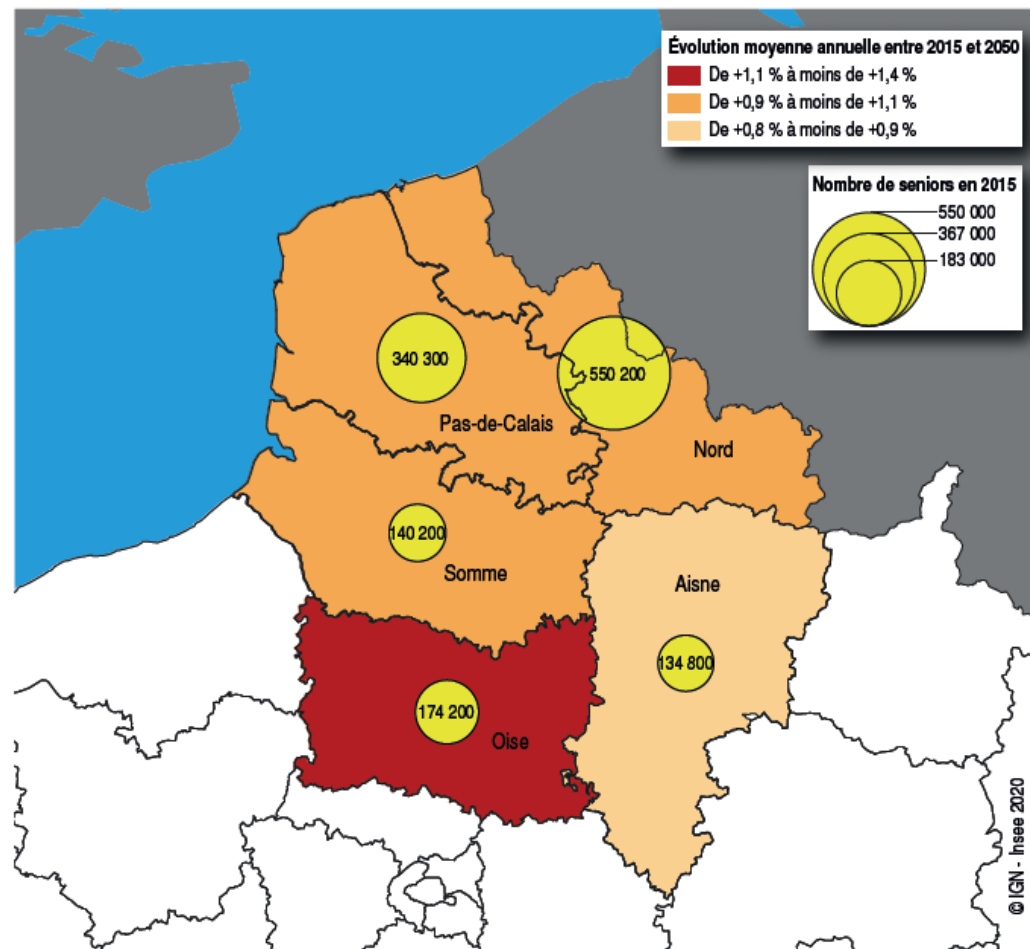 Évolution moyenne annuelle entre 2015 et 2050
De +1,1 % à moins de +1,4 %
De +0,9 % à moins de +1,1 %
De +0,8 % à moins de +0,9 %
Nombre de seniors en 2015
550 000
367 000
183 000
340 300
550 200
Pas-de-Calais
Nord
140 200
Somme
Aisne
134 800
174 200
Oise
© IGN - Insee 2020